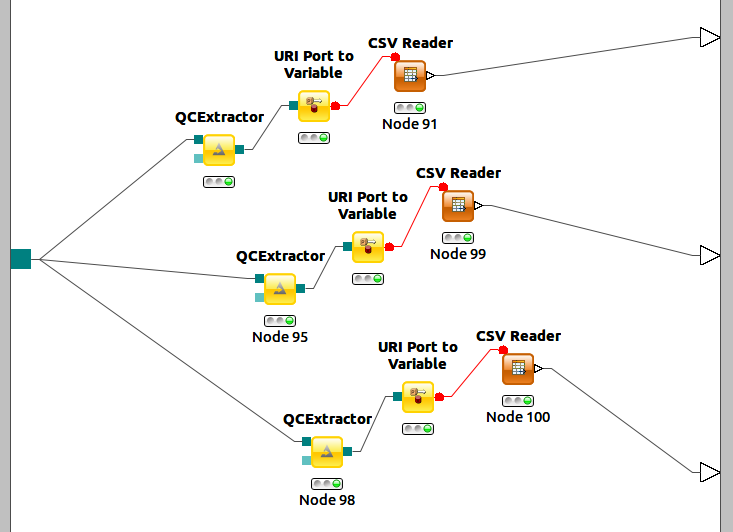 CSV Reader
URI Port to
Variable
QCExtractor
Node 91
CSV Reader
URI Port to
Variable
QCExtractor
Node 99
Node 95
CSV Reader
URI Port to
Variable
QCExtractor
Node 100
Node 98